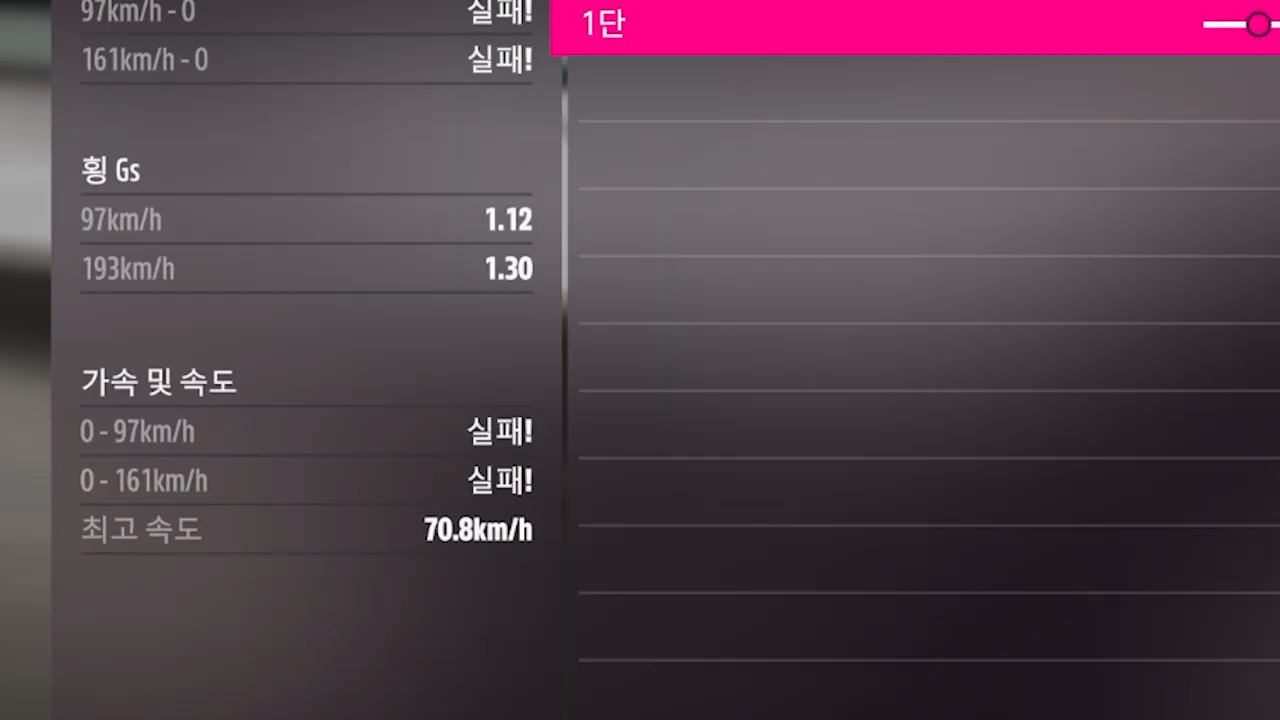 97km/h - 0 실패!
161km/h - 0 실패!
1단
횡 Gs
97km/h 1.12
193km/h 1.30
가속 및 속도
0 - 97km/h 실패!
0 - 161km/h 실패!
최고 속도 70.8km/h